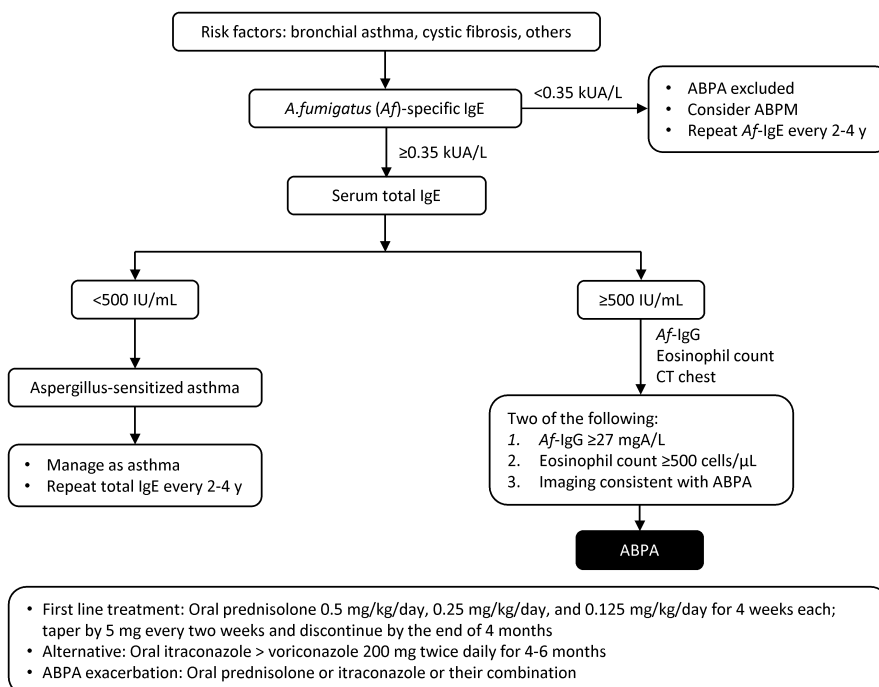 Risk factors: bronchial asthma, cystic fibrosis, others
A.fumigatus (Af)-specific IgE
<0.35 kUA/L
• ABPA excluded
• Consider ABPM
• Repeat Af-IgE every 2-4 y
≥0.35 kUA/L
Serum total IgE
<500 IU/mL
≥500 IU/mL
Af-IgG
Eosinophil count
CT chest
Aspergillus-sensitized asthma
• Manage as asthma
• Repeat total IgE every 2-4 y
Two of the following:
1. Af-IgG ≥27 mgA/L
2. Eosinophil count ≥500 cells/µL
3. Imaging consistent with ABPA
ABPA
• First line treatment: Oral prednisolone 0.5 mg/kg/day, 0.25 mg/kg/day, and 0.125 mg/kg/day for 4 weeks each;
taper by 5 mg every two weeks and discontinue by the end of 4 months
• Alternative: Oral itraconazole > voriconazole 200 mg twice daily for 4-6 months
• ABPA exacerbation: Oral prednisolone or itraconazole or their combination